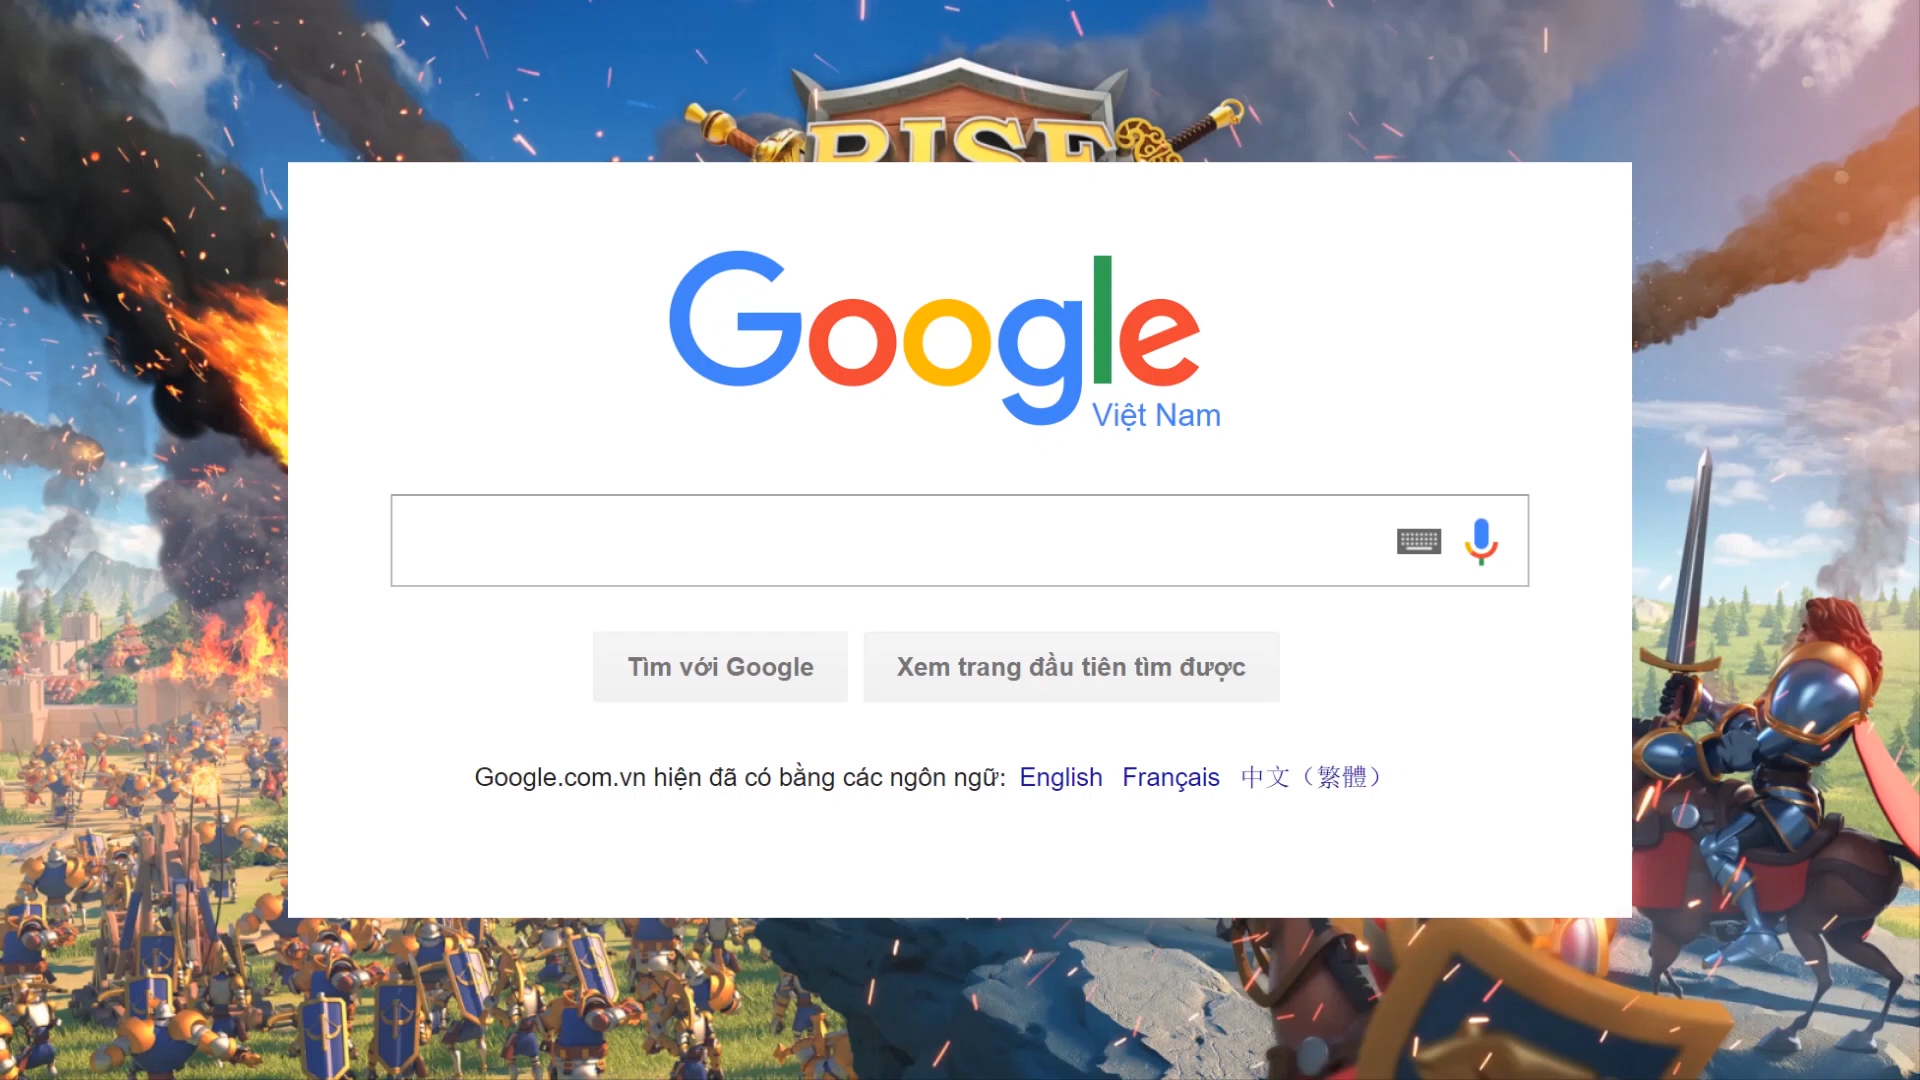 RISE
Google
Việt Nam
Tìm với Google Xem trang đầu tiên tìm được
Google.com.vn hiện đã có bằng các ngôn ngữ: English Français 中文（繁體）